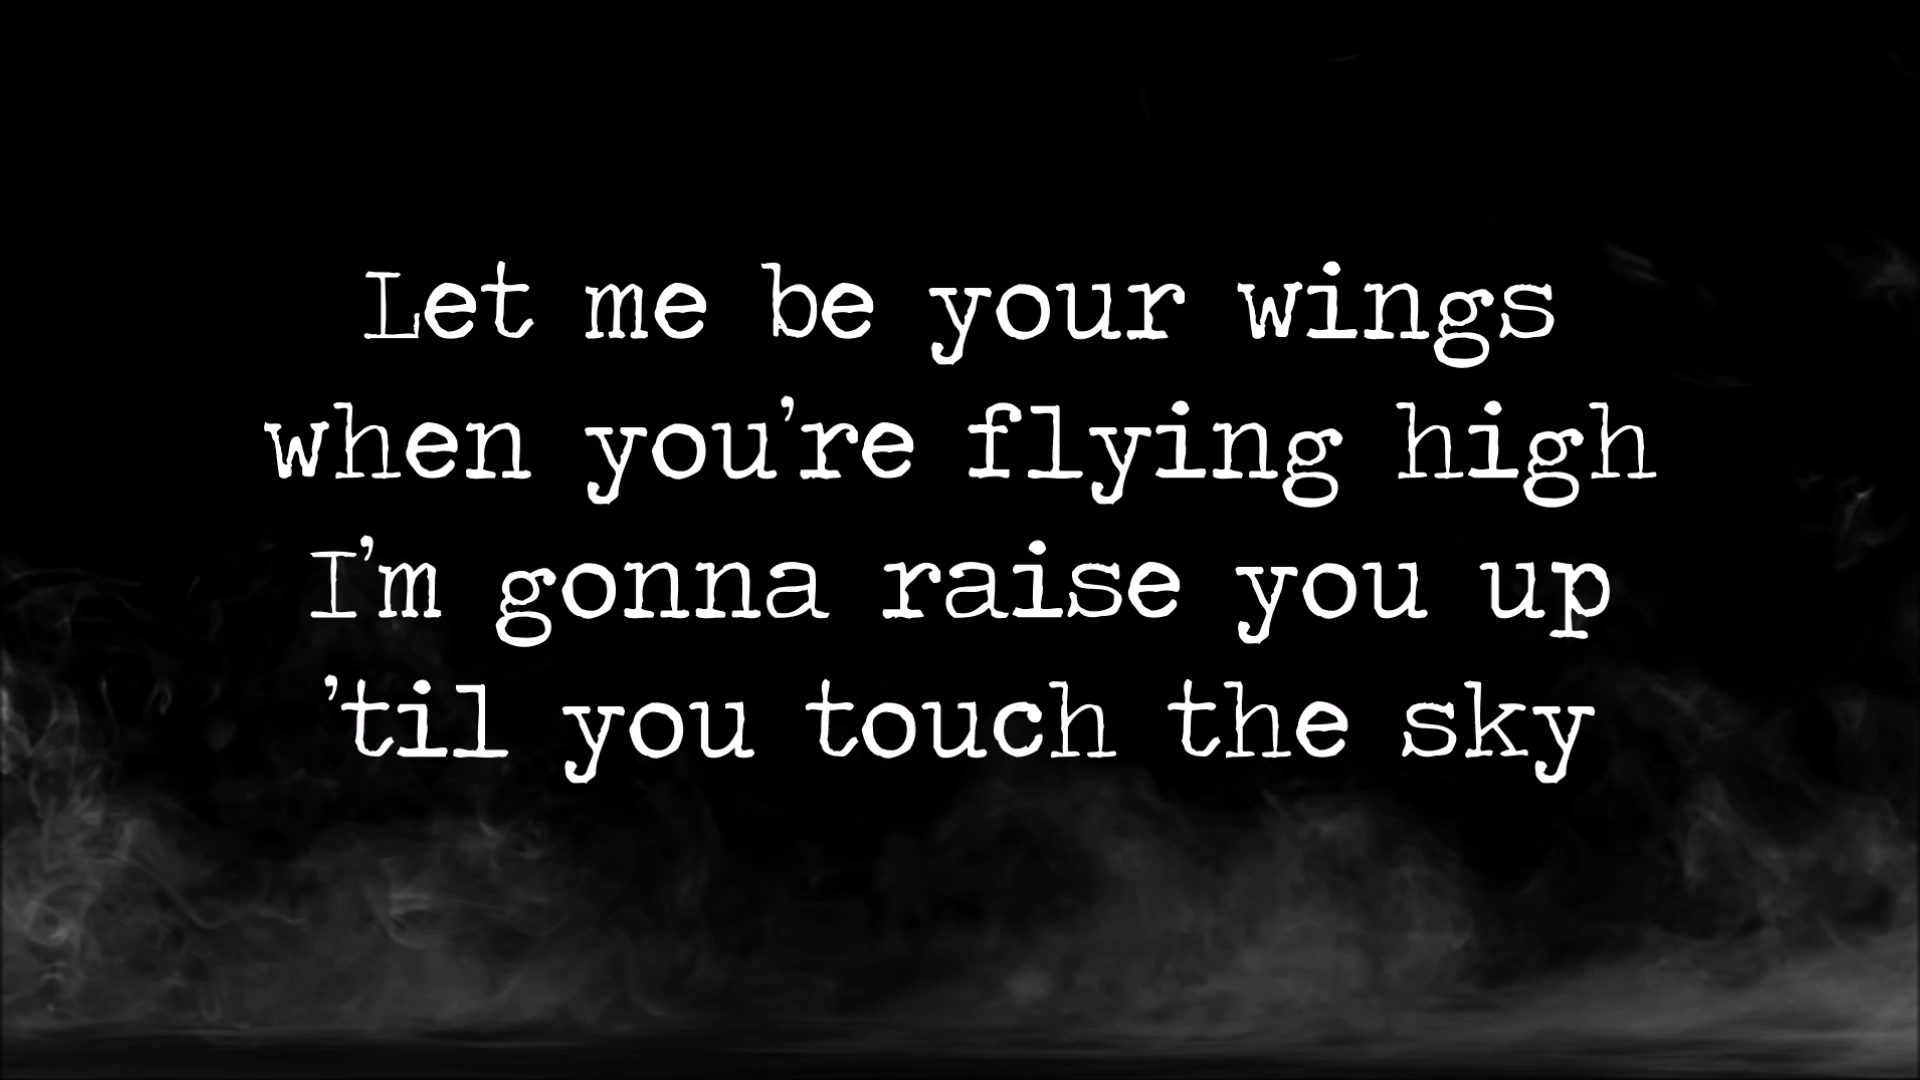 Let me be your wings
when you're flying high
I'm gonna raise you up
'til you touch the sky